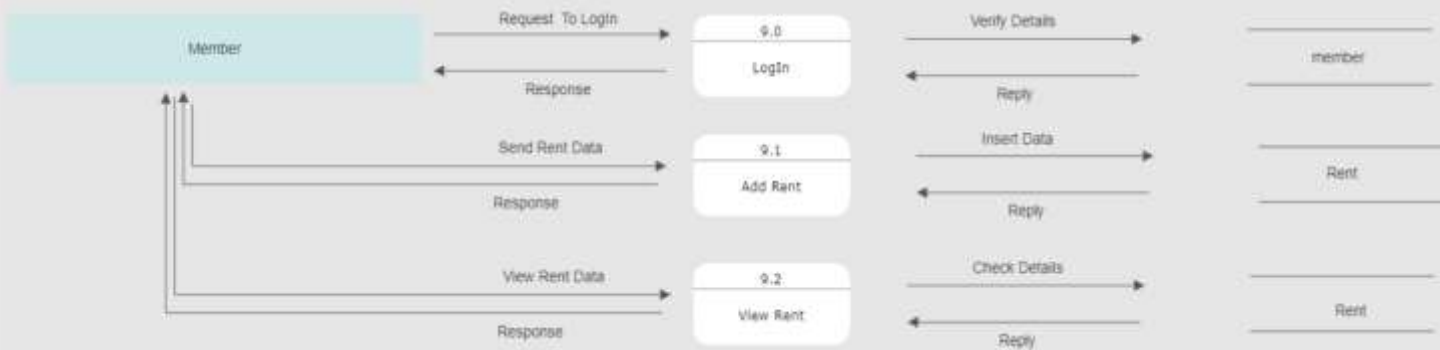 Request To LogIn
Verify Details
9.0
Member
member
LogIn
Response
Reply
Send Rent Data
Insert Data
9.1
Rent
Add Rent
Response
Reply
View Rent Data
Check Details
9.2
Rent
View Rent
Response
Reply